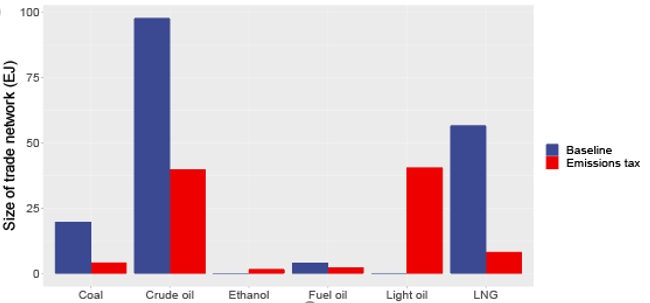 Size of trade network (EJ)
100
75
50
25
0
Coal Crude oil Ethanol Fuel oil Light oil LNG
Baseline
Emissions tax